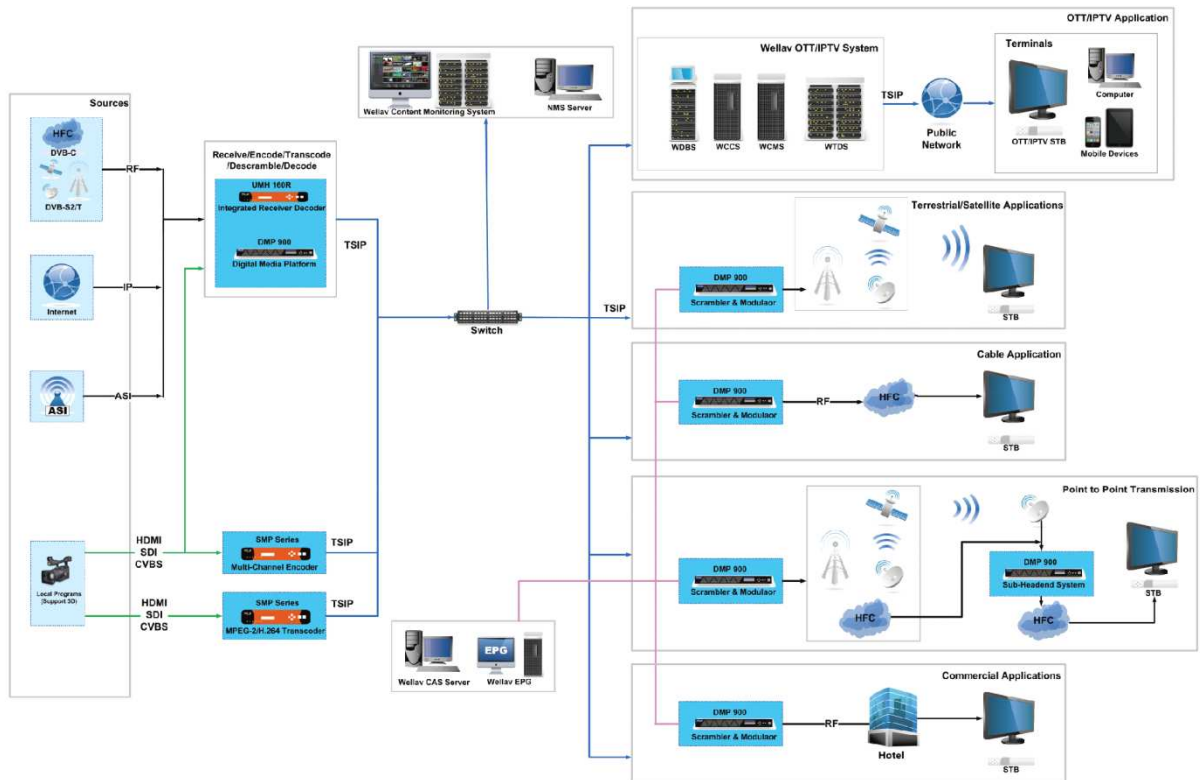 Sources
HFC
DVB-C
DVB-S2/T
RF
Internet
IP
ASI
ASI
Local Programs
(Support 3D)
HDMI
SDI
CVBS
HDMI
SDI
CVBS
Receive/Encode/Transcode
/Descramble/Decode
UMH 160R
Integrated Receiver Decoder
DMP 900
Digital Media Platform
TSIP
SMP Series
Multi-Channel Encoder
TSIP
SMP Series
MPEG-2/H.264 Transcoder
TSIP
Wellav Content Monitoring System
NMS Server
Switch
TSIP
Wellav CAS Server
EPG
Wellav EPG
OTT/IPTV Application
Wellav OTT/IPTV System
WDBS
WCCS
WCMS
WTDS
TSIP
Public
Network
Terminals
OTT/IPTV STB
Computer
Mobile Devices
Terrestrial/Satellite Applications
DMP 900
Scrambler & Modulaor
STB
Cable Application
DMP 900
Scrambler & Modulaor
RF
HFC
STB
Point to Point Transmission
DMP 900
Scrambler & Modulaor
HFC
DMP 900
Sub-Headend System
HFC
STB
Commercial Applications
DMP 900
Scrambler & Modulaor
RF
Hotel
STB